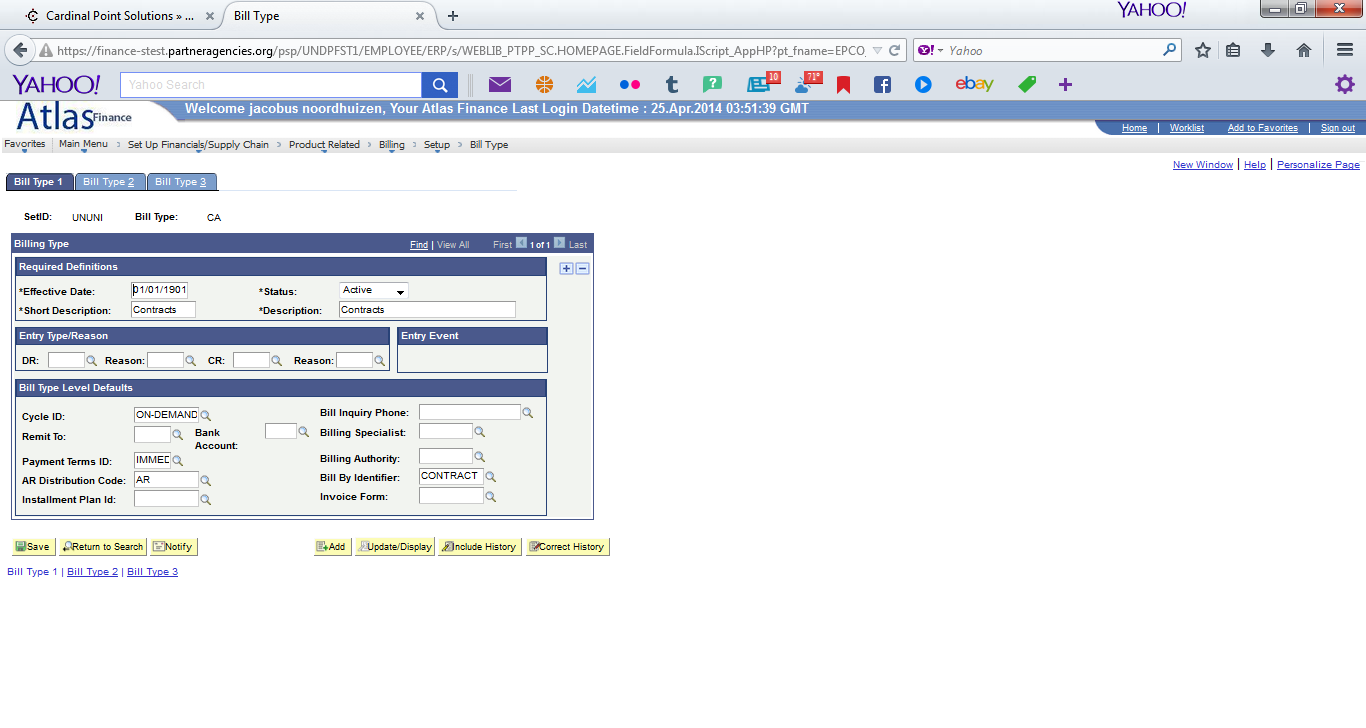 Cardinal Point Solutions » ... × Bill Type × +
YAHOO!
https://finance-stest.partneragencies.org/psp/UNDPFST1/EMPLOYEE/ERP/s/WEBLIB_PTPP_SC.HOMEPAGE.FieldFormula.IScript_AppHP?pt_fname=EPCO_
Y! Yahoo
YAHOO! Yahoo Search t ? 10 71° f ebay +
Atlas Finance
Welcome jacobus noordhuizen, Your Atlas Finance Last Login Datetime : 25.Apr.2014 03:51:39 GMT
Home | Worklist Add to Favorites | Sign out
Favorites Main Menu > Set Up Financials/Supply Chain > Product Related > Billing > Setup > Bill Type
New Window | Help | Personalize Page
Bill Type 1 Bill Type 2 Bill Type 3
SetID: UNUNI Bill Type: CA
Billing Type Find | View All First 1 of 1 Last
Required Definitions + −
*Effective Date: 01/01/1901 *Status: Active
*Short Description: Contracts *Description: Contracts
Entry Type/Reason Entry Event
DR: Reason: CR: Reason:
Bill Type Level Defaults
Cycle ID: ON-DEMAND Bill Inquiry Phone:
Remit To: Bank Account: Billing Specialist:
Payment Terms ID: IMMED Billing Authority:
AR Distribution Code: AR Bill By Identifier: CONTRACT
Installment Plan Id: Invoice Form:
Save Return to Search Notify Add Update/Display Include History Correct History
Bill Type 1 | Bill Type 2 | Bill Type 3